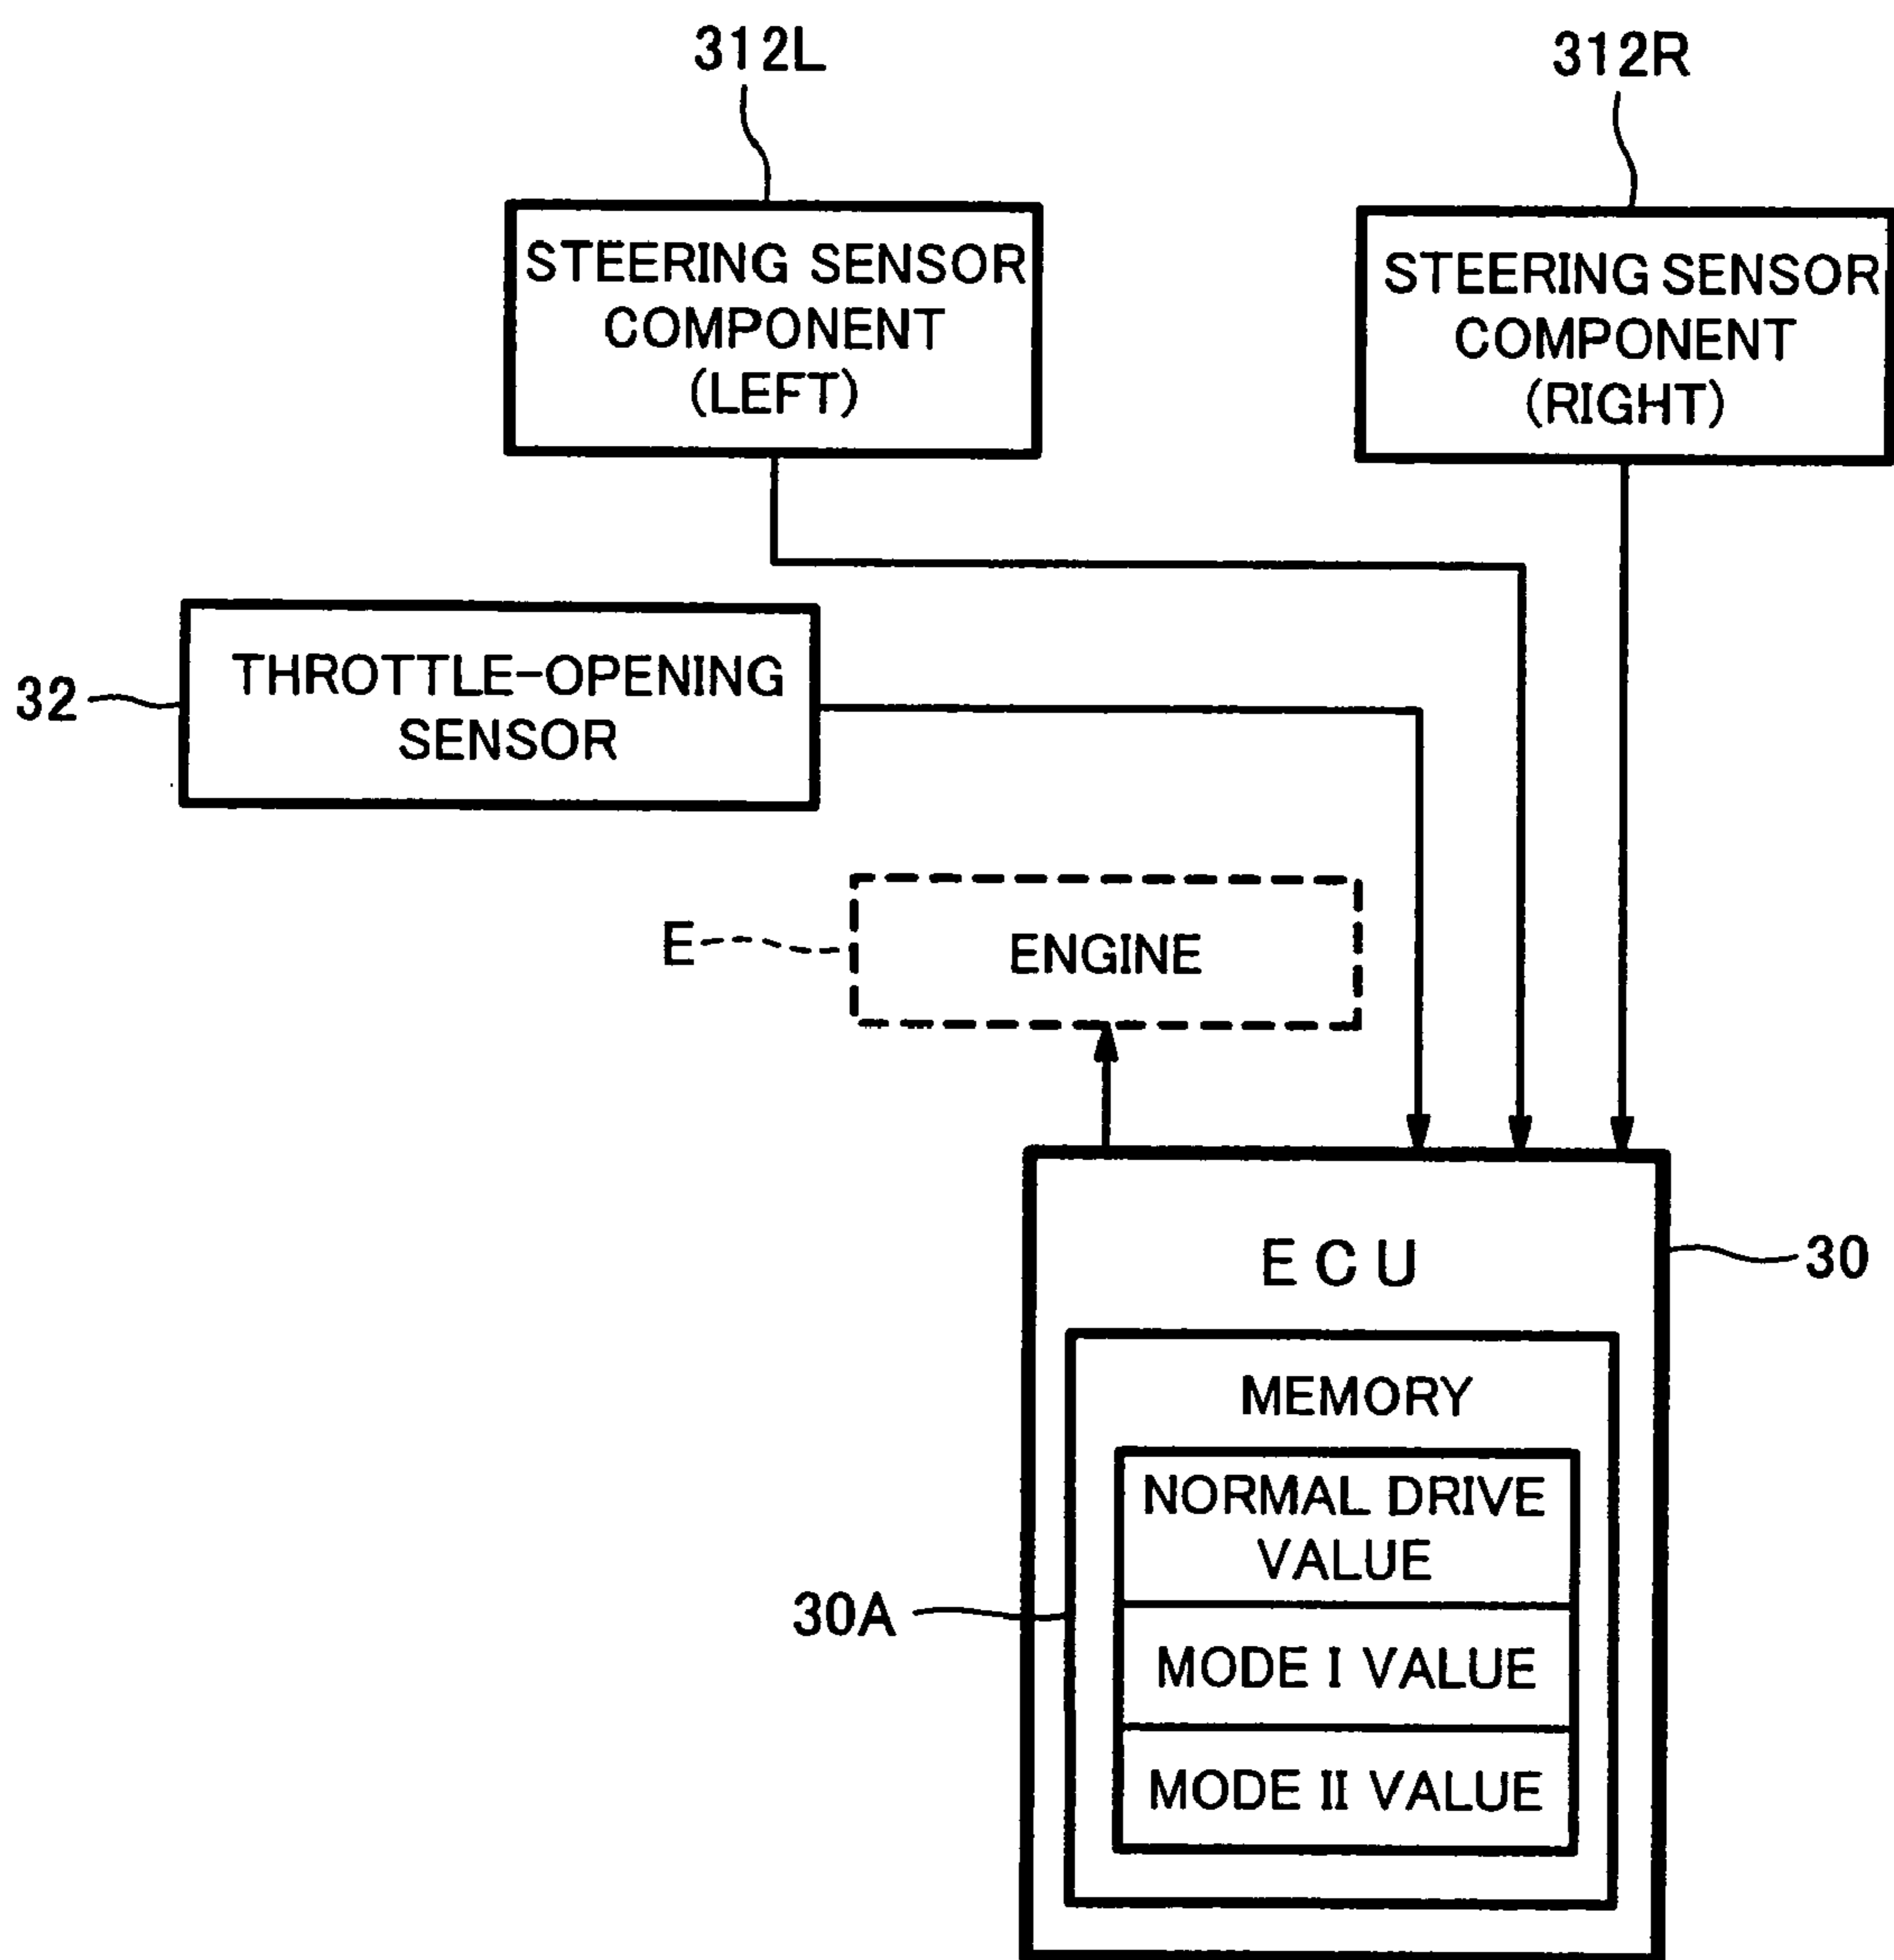 312L
312R
STEERING SENSOR
COMPONENT
(LEFT)
STEERING SENSOR
COMPONENT
(RIGHT)
32
THROTTLE-OPENING
SENSOR
E
ENGINE
ECU
30
MEMORY
NORMAL DRIVE
VALUE
30A
MODE I VALUE
MODE II VALUE